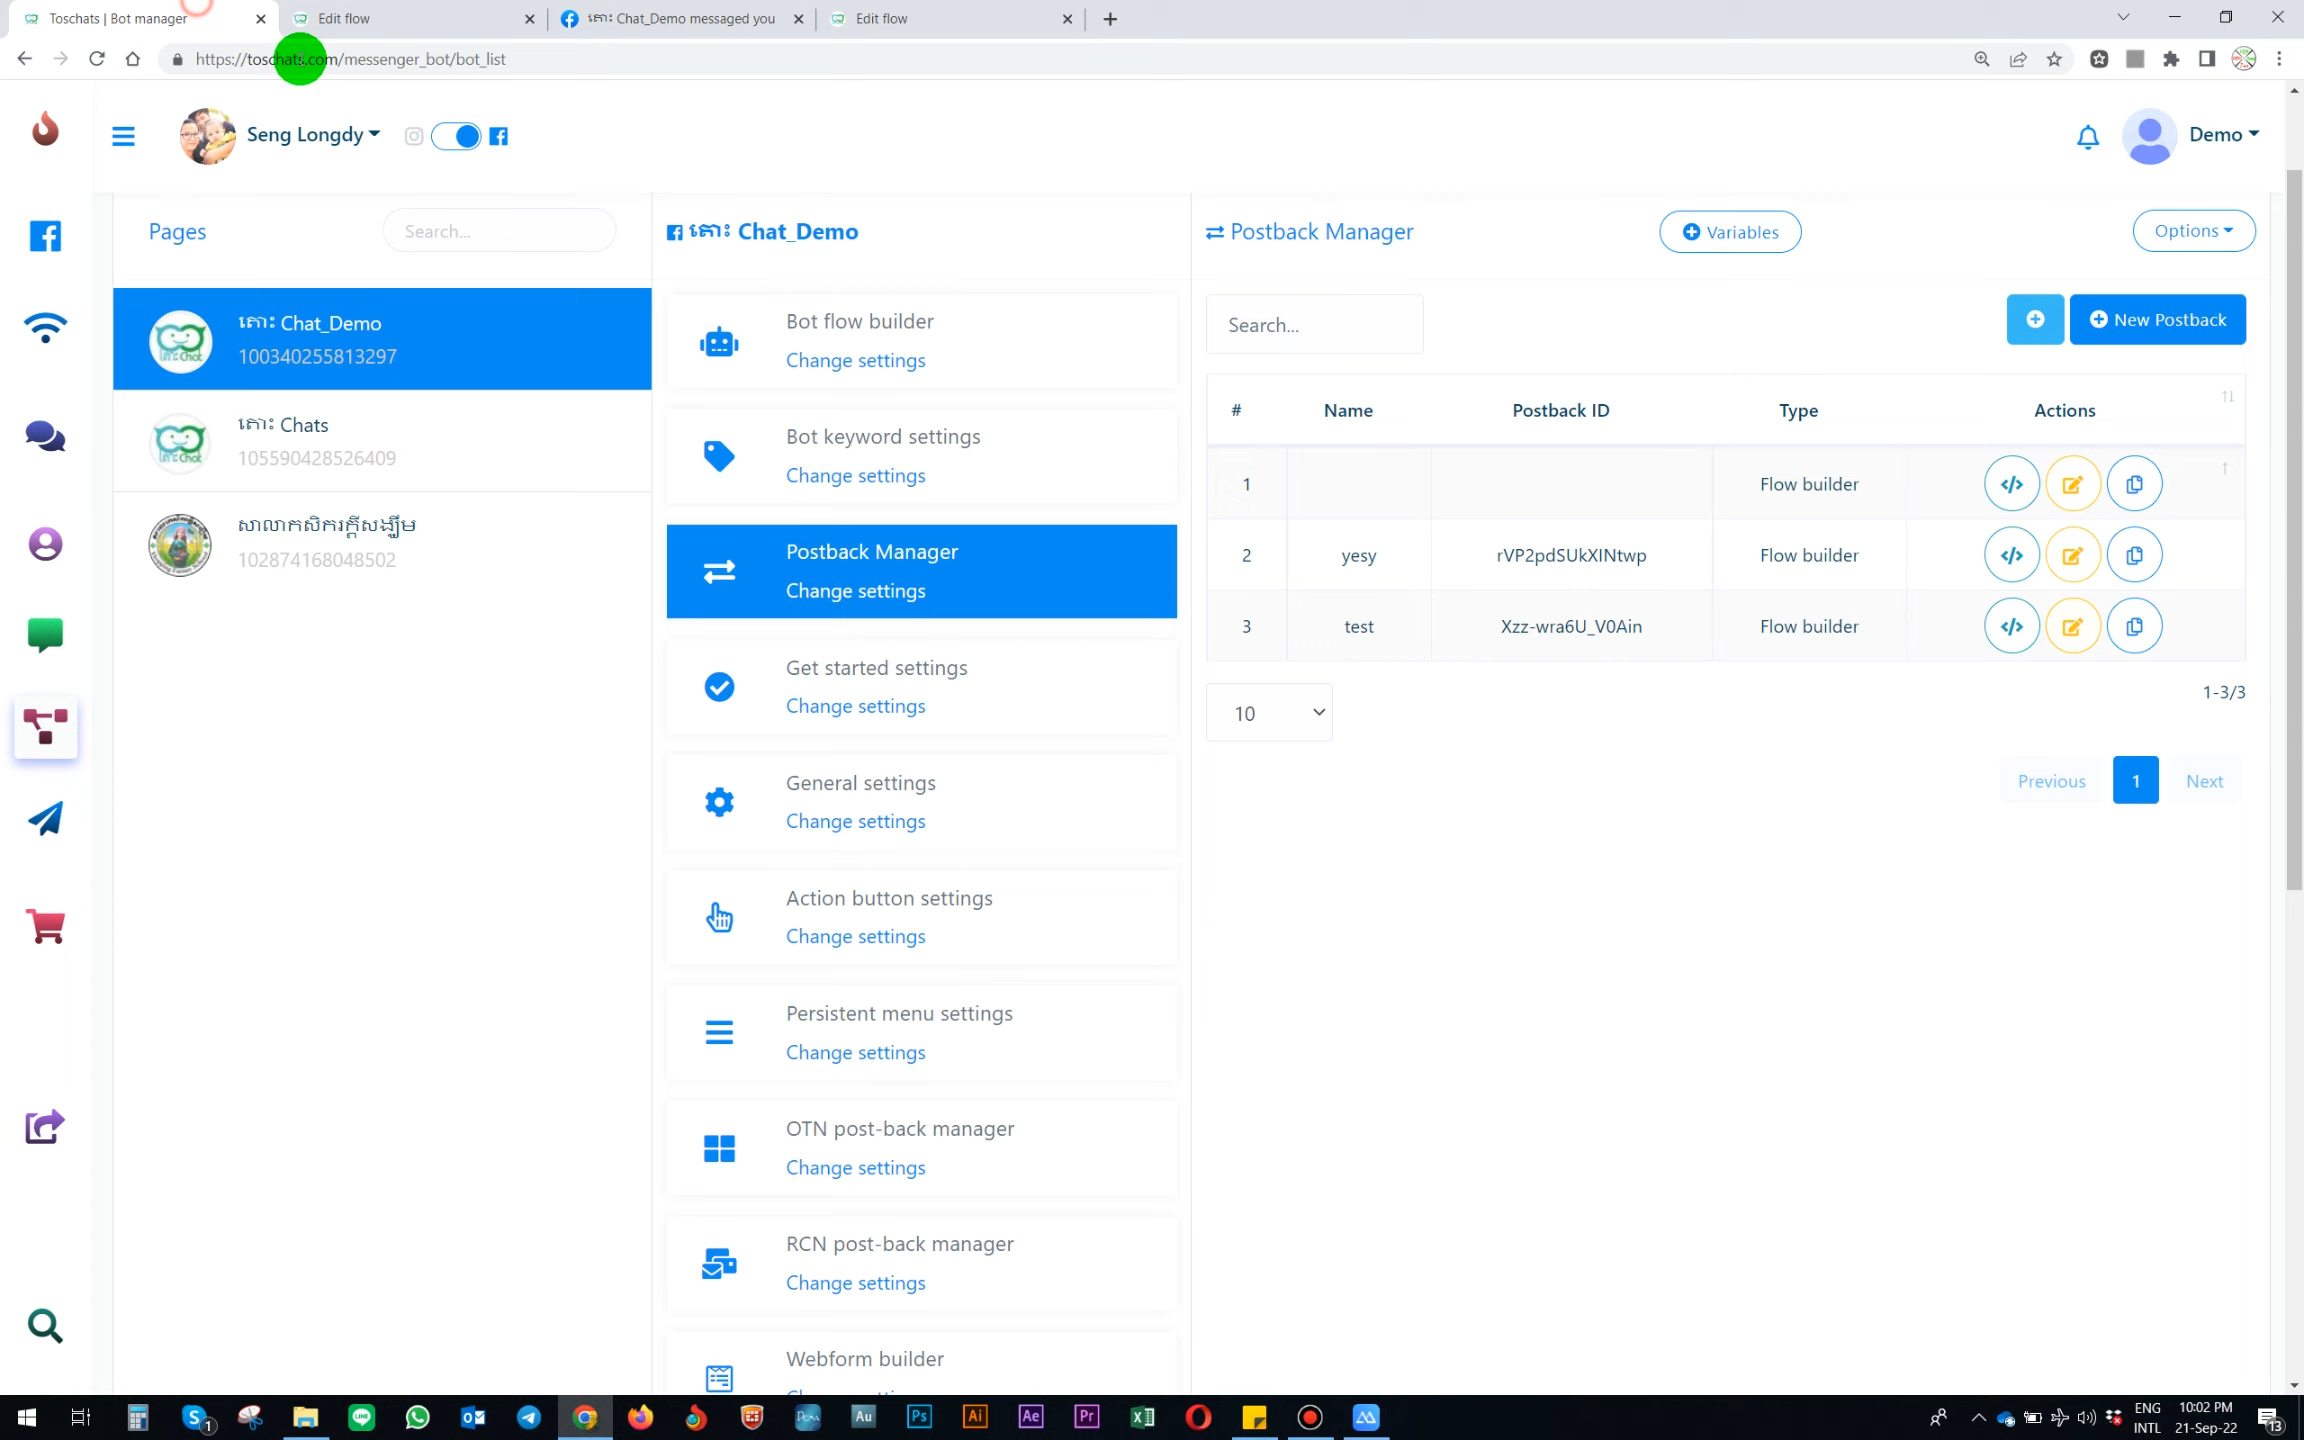 Toschats | Bot manager
Edit flow
តោះ Chat_Demo messaged you
Edit flow
https://toschats.com/messenger_bot/bot_list
Seng Longdy
Demo
Pages
Search...
តោះ Chat_Demo
Postback Manager
Variables
Options
តោះ Chat_Demo
100340255813297
តោះ Chats
105590428526409
សាលាកសិករក្តីសង្ឃឹម
102874168048502
Bot flow builder
Change settings
Bot keyword settings
Change settings
Postback Manager
Change settings
Get started settings
Change settings
General settings
Change settings
Action button settings
Change settings
Persistent menu settings
Change settings
OTN post-back manager
Change settings
RCN post-back manager
Change settings
Webform builder
Search...
New Postback
# Name Postback ID Type Actions
1 Flow builder
2 yesy rVP2pdSUkXINtwp Flow builder
3 test Xzz-wra6U_V0Ain Flow builder
1-3/3
10
Previous 1 Next
ENG
INTL
10:02 PM
21-Sep-22
13